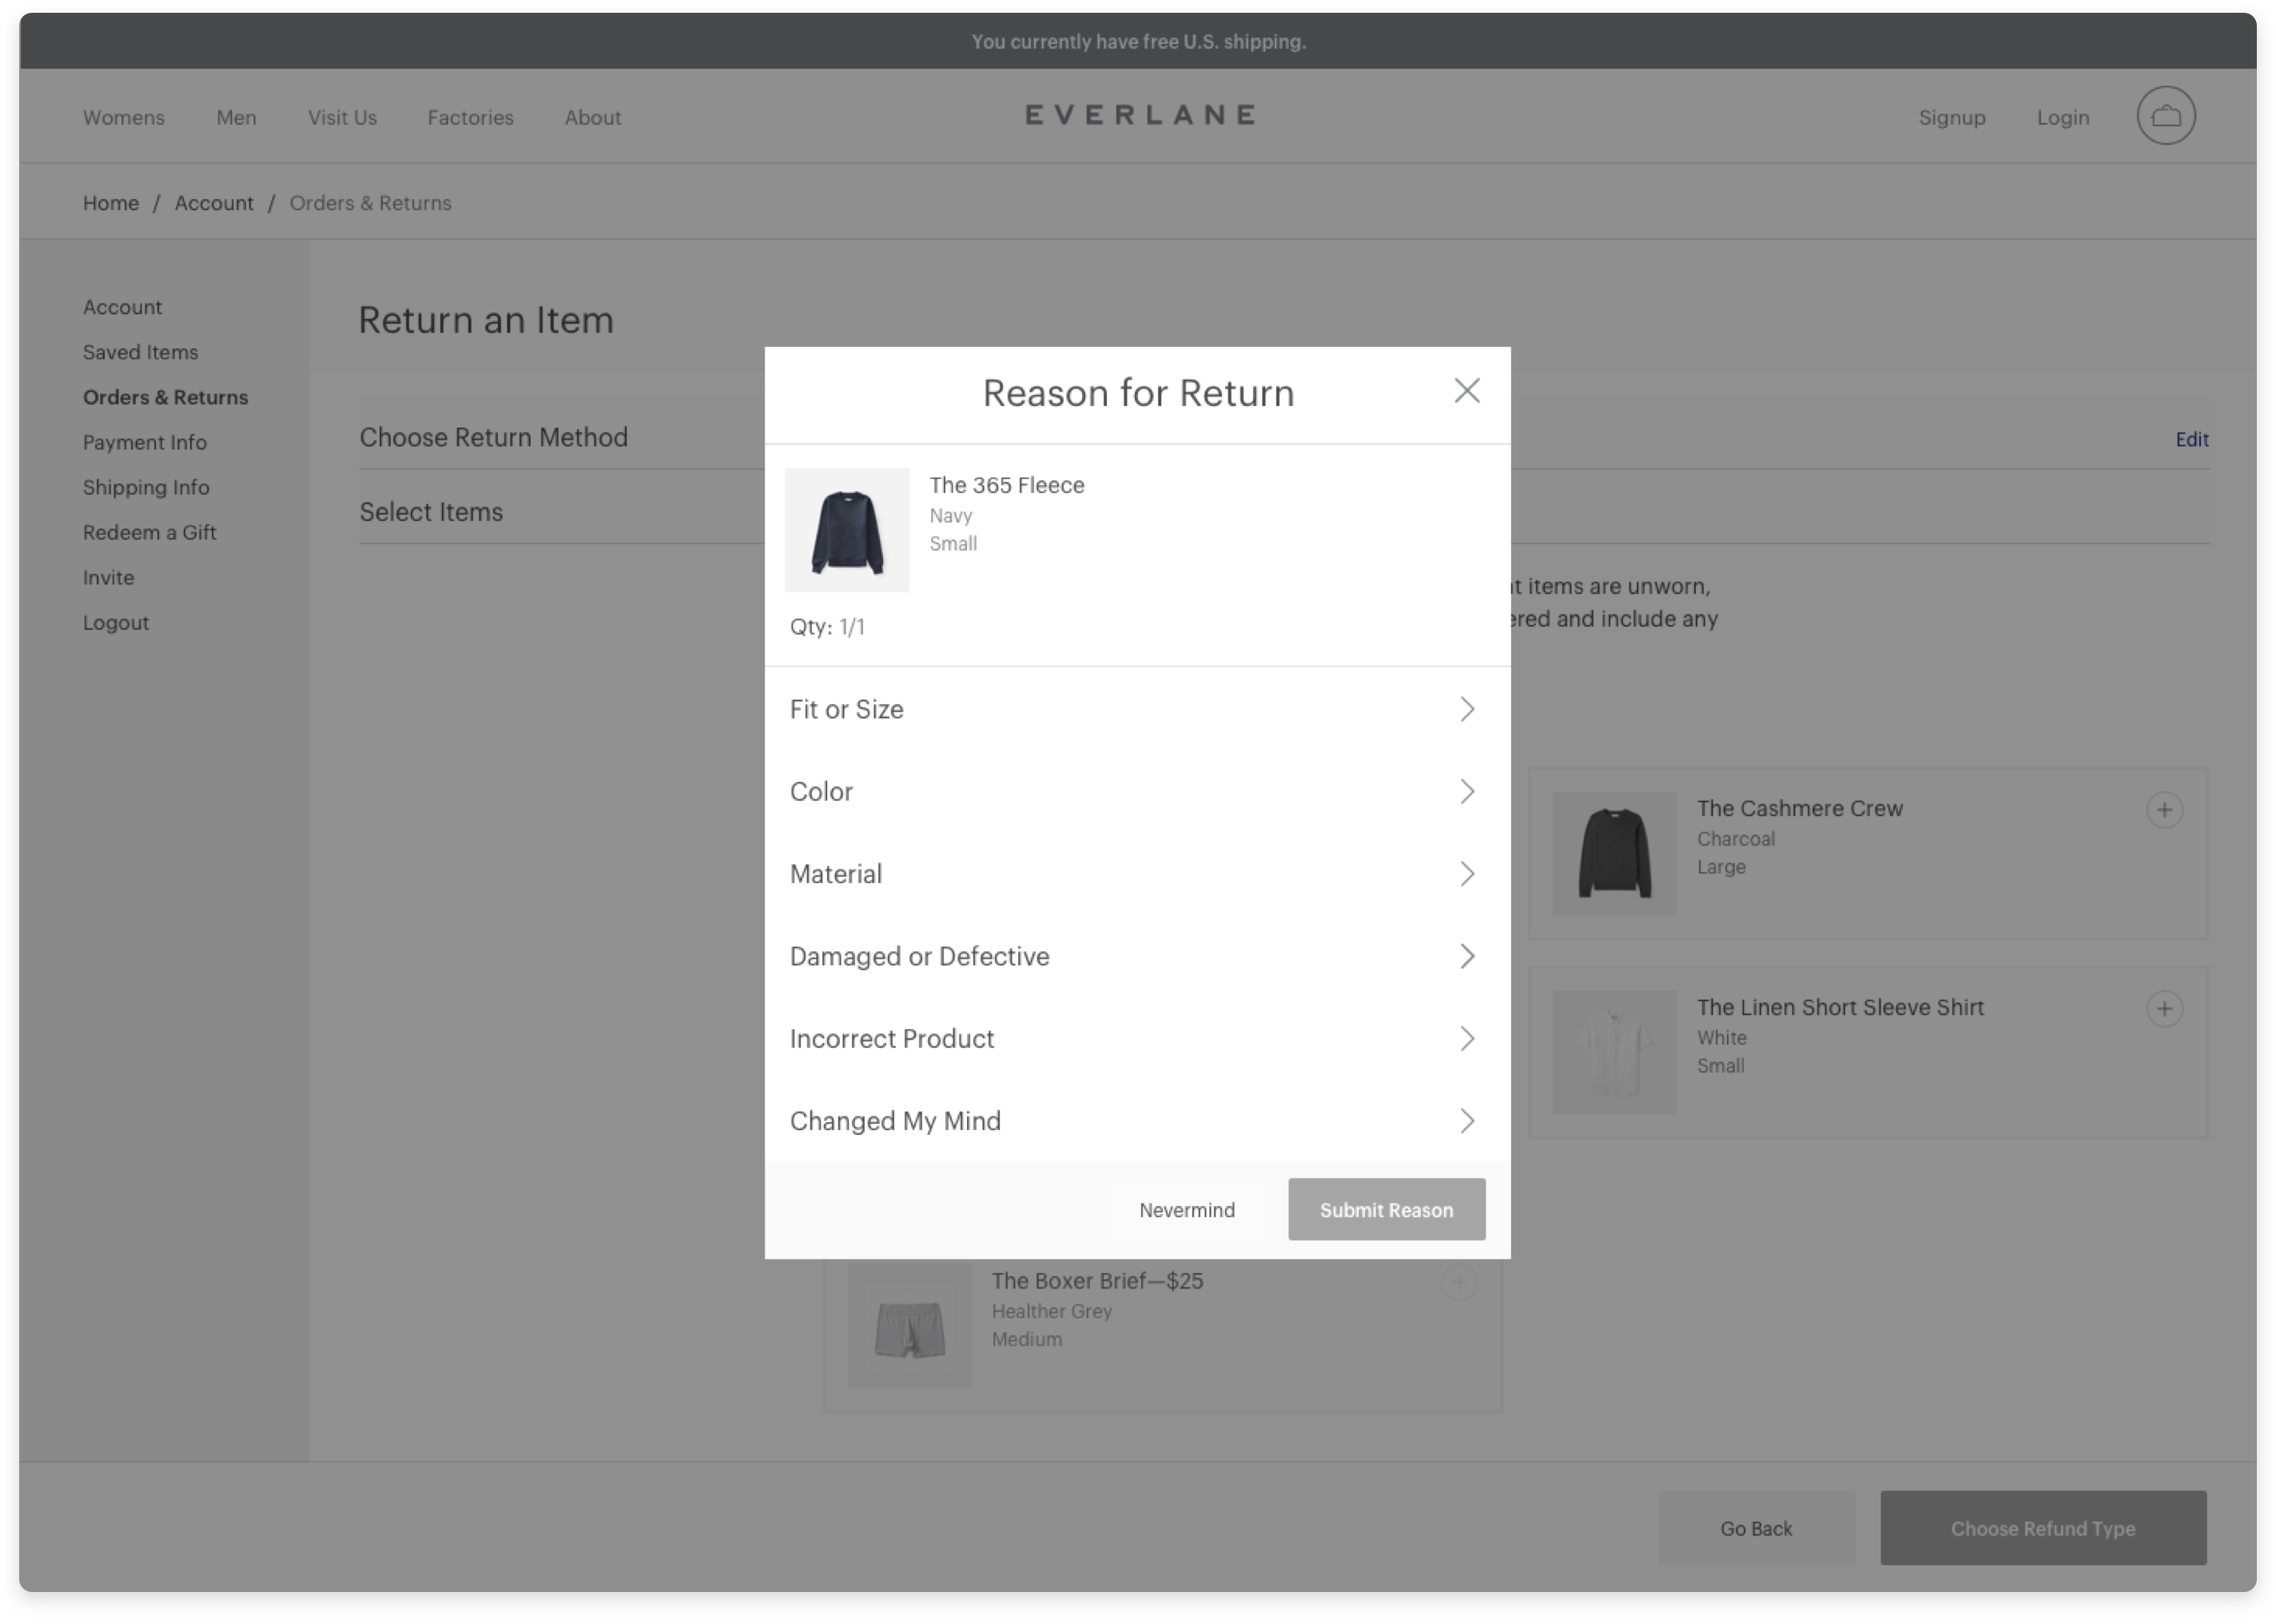 You currently have free U.S. shipping.
Womens Men Visit Us Factories About EVERLANE Signup Login
Home / Account / Orders & Returns
Account
Saved Items
Orders & Returns
Payment Info
Shipping Info
Redeem a Gift
Invite
Logout
Return an Item
Choose Return Method Edit
Select Items
items are unworn,
and include any
Reason for Return
The 365 Fleece
Navy
Small
Qty: 1/1
Fit or Size
Color
Material
Damaged or Defective
Incorrect Product
Changed My Mind
Nevermind Submit Reason
The Cashmere Crew
Charcoal
Large
The Linen Short Sleeve Shirt
White
Small
The Boxer Brief—$25
Healther Grey
Medium
Go Back Choose Refund Type